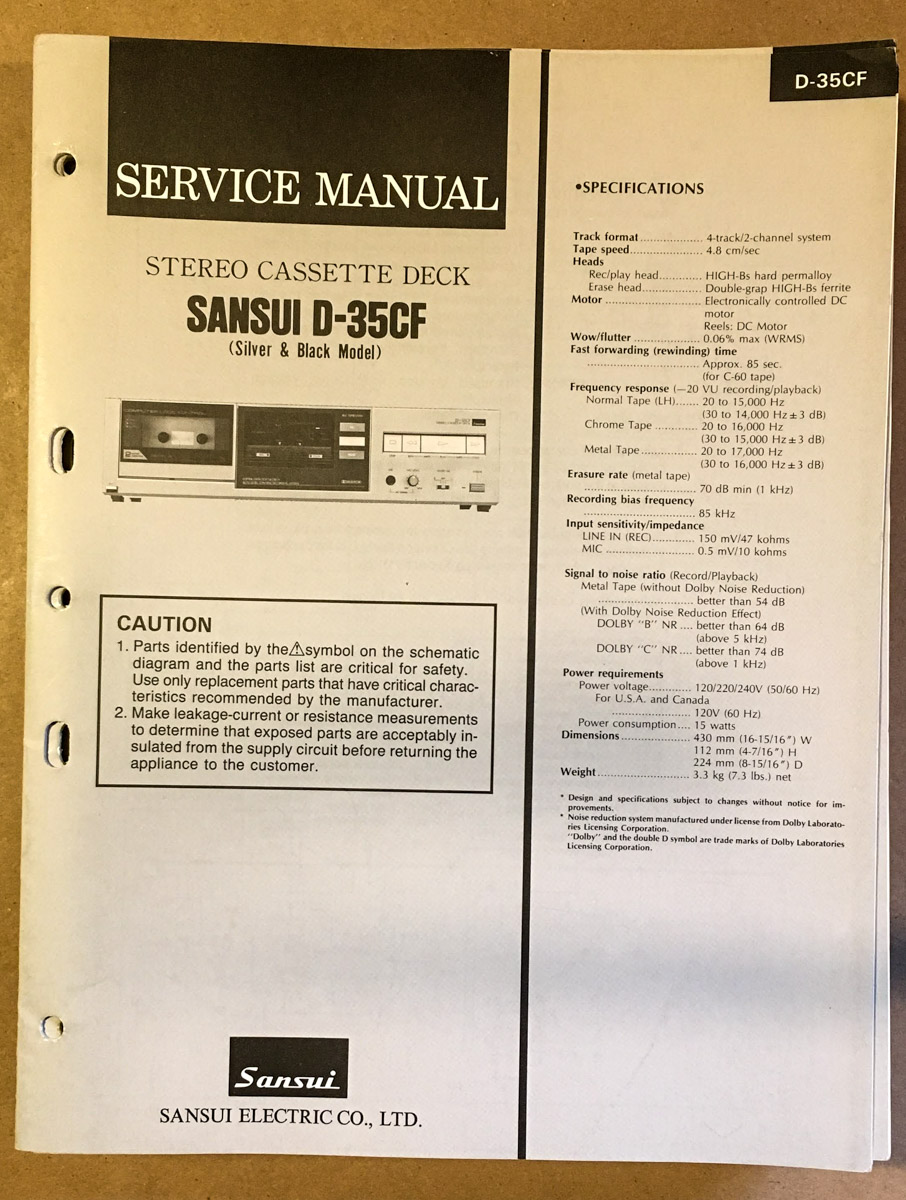 D-35CF
SERVICE MANUAL
STEREO CASSETTE DECK
SANSUI D-35CF
(Silver & Black Model)
CAUTION
1. Parts identified by the⚠symbol on the schematic
diagram and the parts list are critical for safety.
Use only replacement parts that have critical charac-
teristics recommended by the manufacturer.
2. Make leakage-current or resistance measurements
to determine that exposed parts are acceptably in-
sulated from the supply circuit before returning the
appliance to the customer.
Sansui
SANSUI ELECTRIC CO., LTD.
•SPECIFICATIONS
Track format ................... 4-track/2-channel system
Tape speed...................... 4.8 cm/sec
Heads
Rec/play head............. HIGH-Bs hard permalloy
Erase head.................. Double-grap HIGH-Bs ferrite
Motor ............................. Electronically controlled DC
motor
Reels: DC Motor
Wow/flutter .................... 0.06% max (WRMS)
Fast forwarding (rewinding) time
.................................. Approx. 85 sec.
(for C-60 tape)
Frequency response (—20 VU recording/playback)
Normal Tape (LH)....... 20 to 15,000 Hz
(30 to 14,000 Hz ± 3 dB)
Chrome Tape ............. 20 to 16,000 Hz
(30 to 15,000 Hz ± 3 dB)
Metal Tape................. 20 to 17,000 Hz
(30 to 16,000 Hz ± 3 dB)
Erasure rate (metal tape)
.................................. 70 dB min (1 kHz)
Recording bias frequency
.................................. 85 kHz
Input sensitivity/impedance
LINE IN (REC)............. 150 mV/47 kohms
MIC ........................... 0.5 mV/10 kohms
Signal to noise ratio (Record/Playback)
Metal Tape (without Dolby Noise Reduction)
............................. better than 54 dB
(With Dolby Noise Reduction Effect)
DOLBY “B” NR .... better than 64 dB
(above 5 kHz)
DOLBY “C” NR .... better than 74 dB
(above 1 kHz)
Power requirements
Power voltage............. 120/220/240V (50/60 Hz)
For U.S.A. and Canada
........................ 120V (60 Hz)
Power consumption.... 15 watts
Dimensions ..................... 430 mm (16-15/16″) W
112 mm (4-7/16″) H
224 mm (8-15/16″) D
Weight............................ 3.3 kg (7.3 lbs.) net
* Design and specifications subject to changes without notice for im-
provements.
* Noise reduction system manufactured under license from Dolby Laborato-
ries Licensing Corporation.
“Dolby” and the double D symbol are trade marks of Dolby Laboratories
Licensing Corporation.